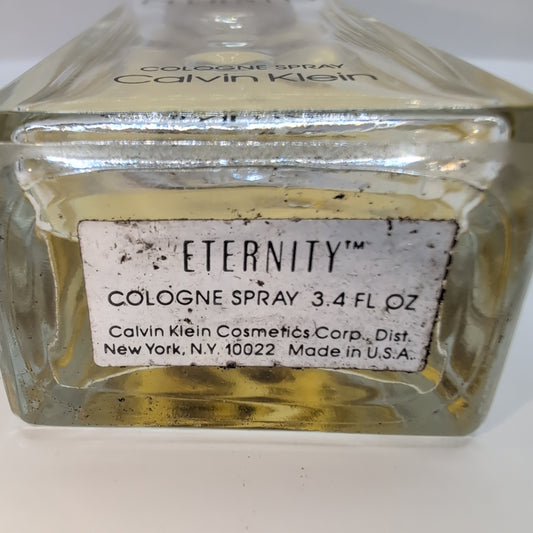 COLOGNE SPRAY
Calvin Klein
ETERNITY™
COLOGNE SPRAY 3.4 FL OZ
Calvin Klein Cosmetics Corp., Dist.
New York, N.Y. 10022 Made in U.S.A.